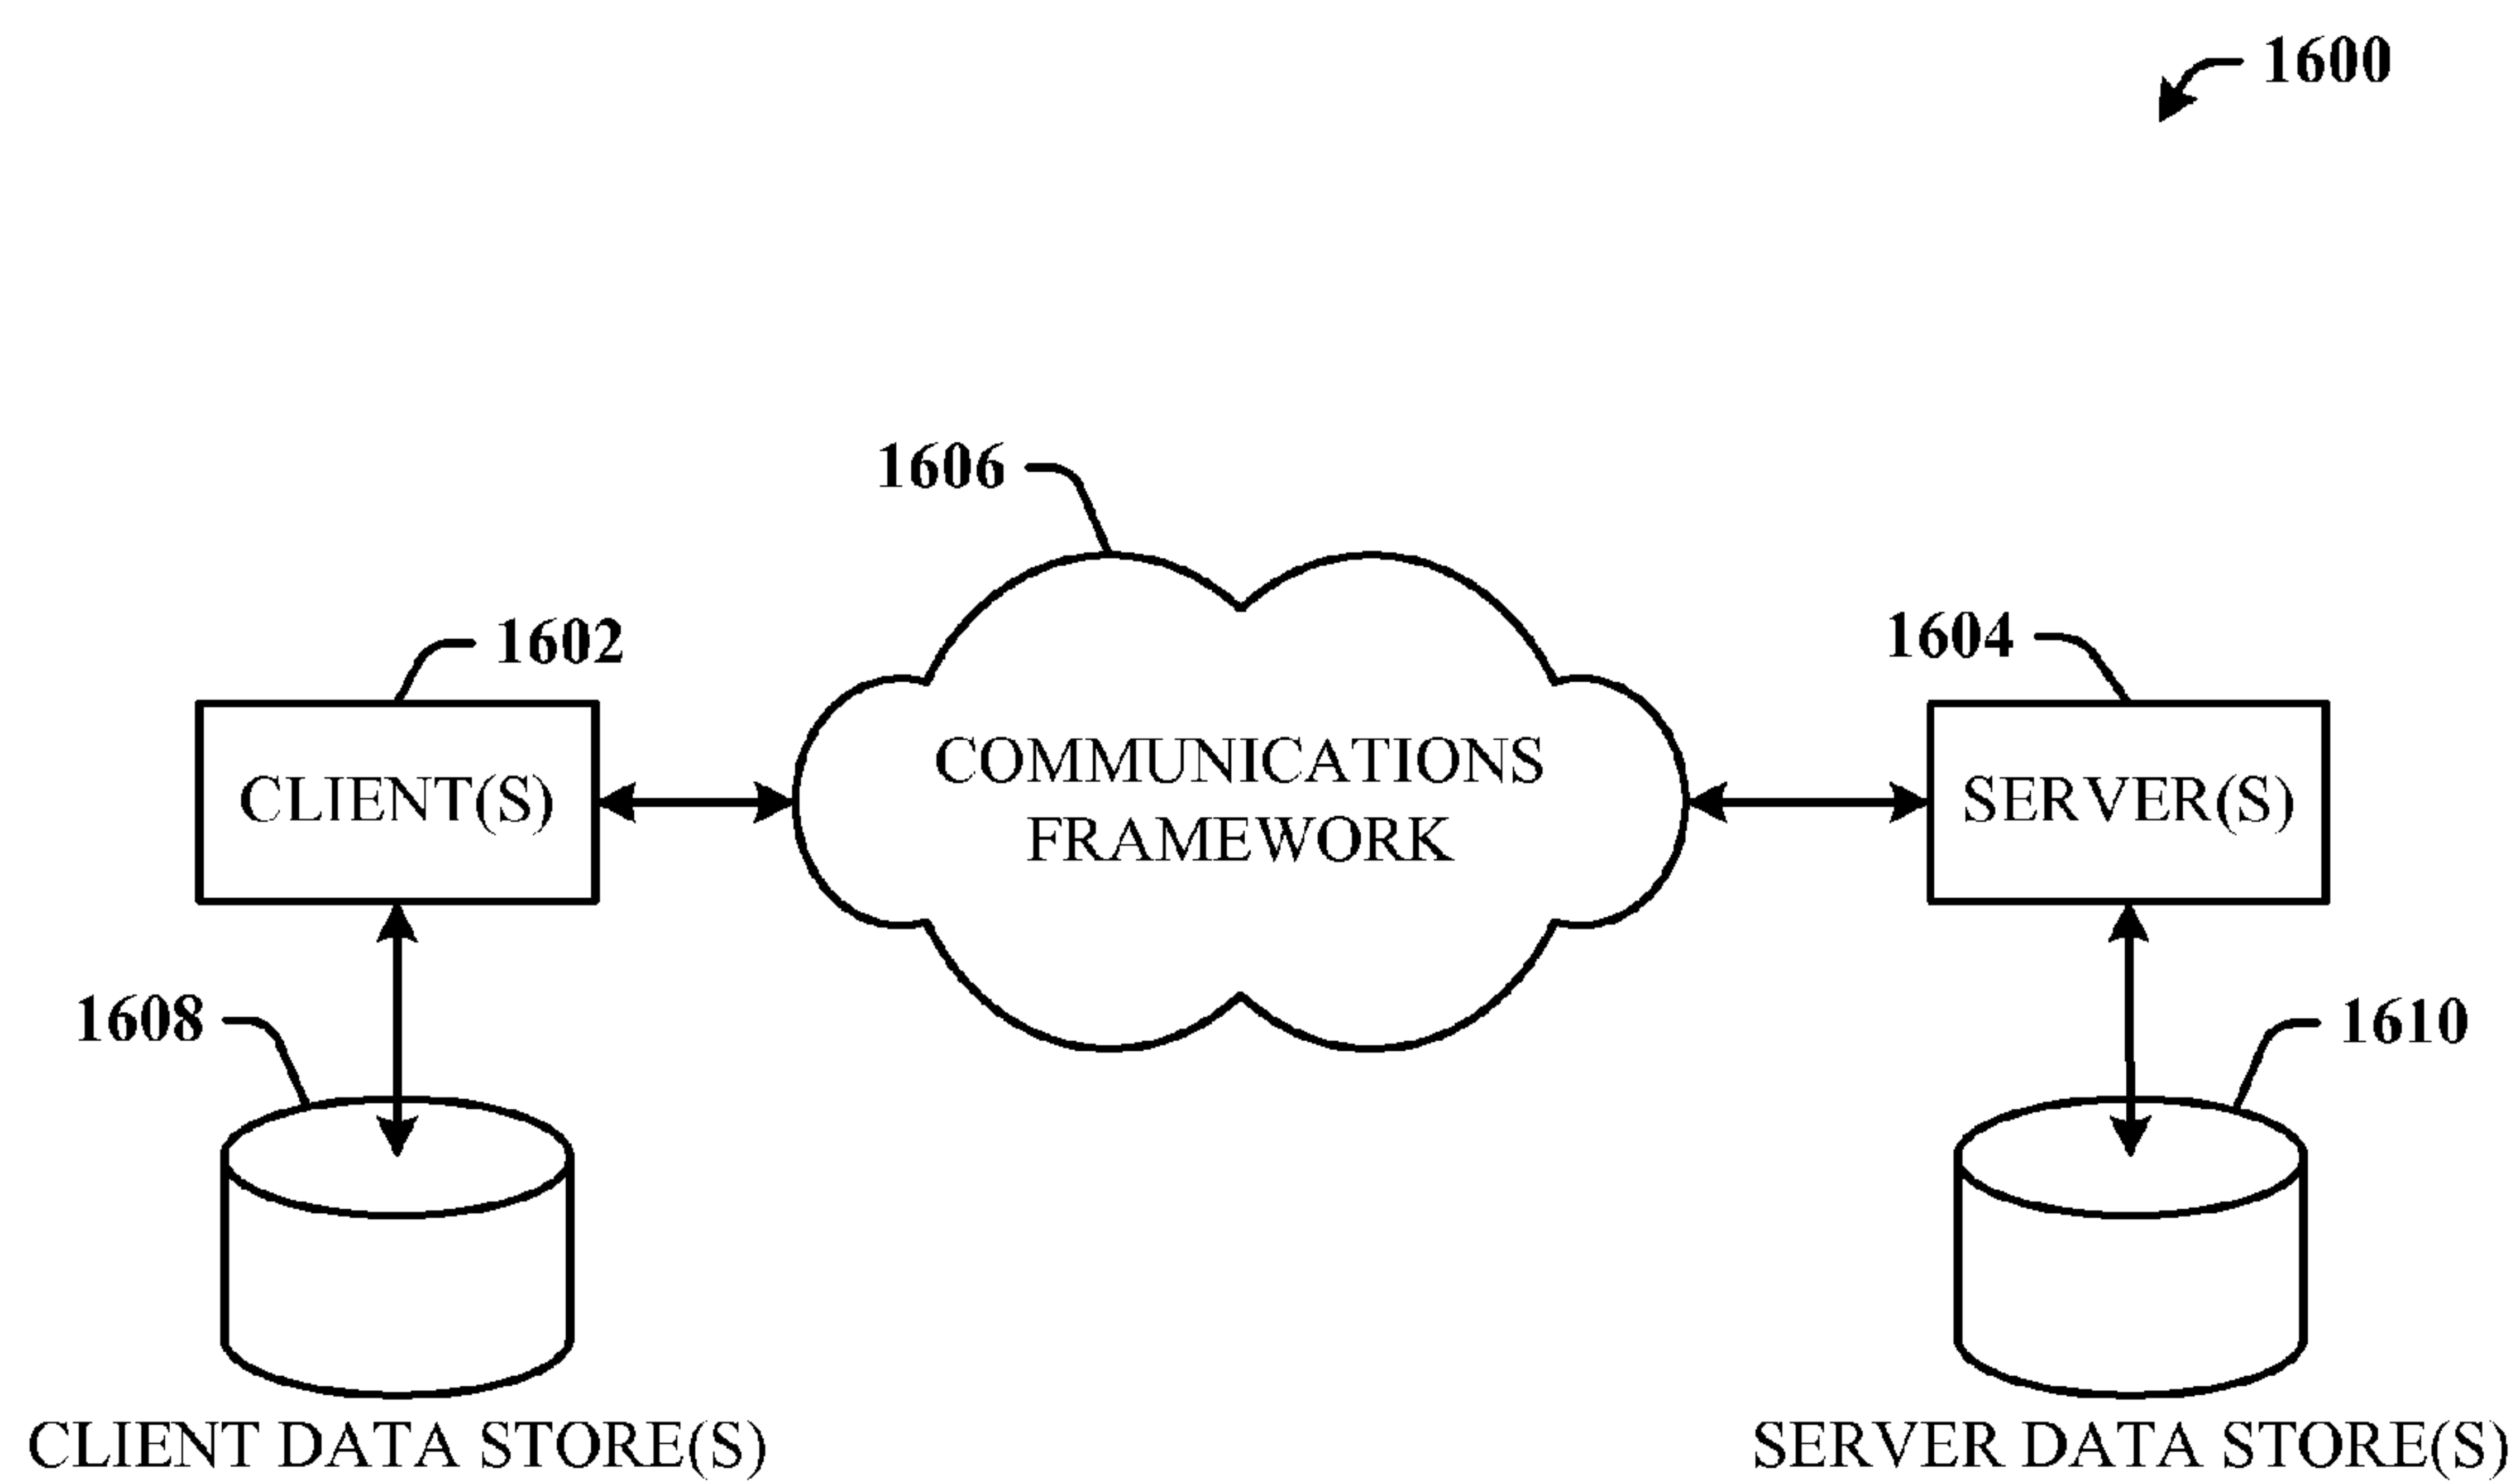 1600
1606
1602
1604
COMMUNICATIONS
FRAMEWORK
CLIENT(S)
SERVER(S)
1608
1610
CLIENT DATA STORE(S)
SERVER DATA STORE(S)